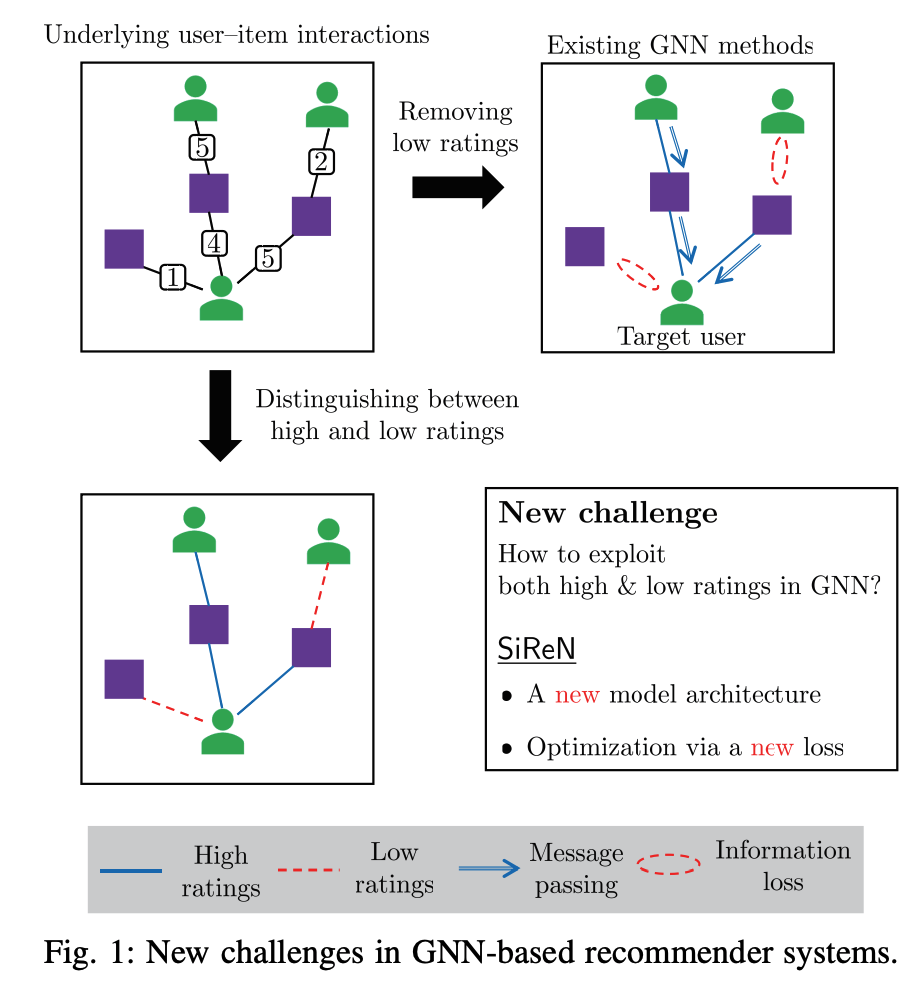 Underlying user–item interactions
5
2
4
5
1
Removing
low ratings
Existing GNN methods
Target user
Distinguishing between
high and low ratings
New challenge
How to exploit
both high & low ratings in GNN?
SiReN
• A new model architecture
• Optimization via a new loss
High
ratings
Low
ratings
Message
passing
Information
loss
Fig. 1: New challenges in GNN-based recommender systems.